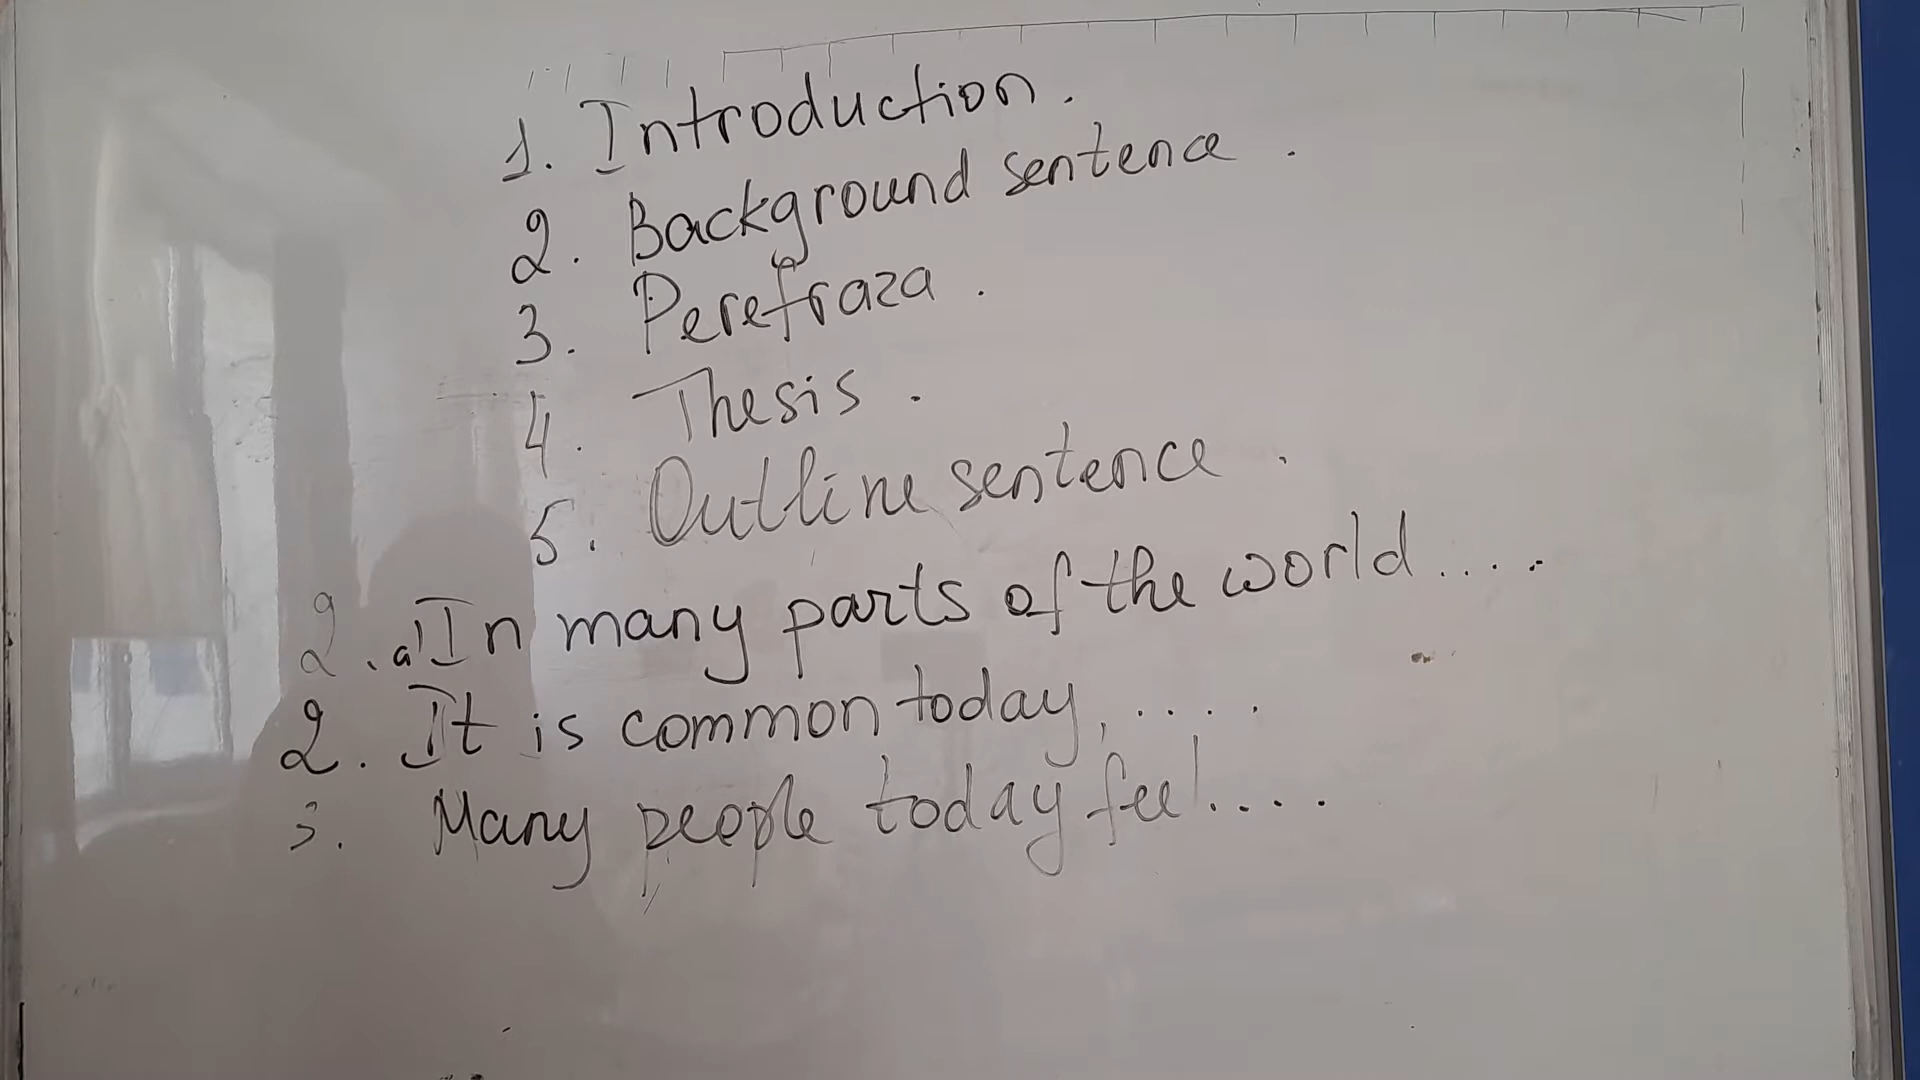 1. Introduction.
2. Background sentence.
3. Perefraza.
4. Thesis.
5. Outline sentence.
2. a) In many parts of the world....
2. It is common today,....
3. Many people today feel....